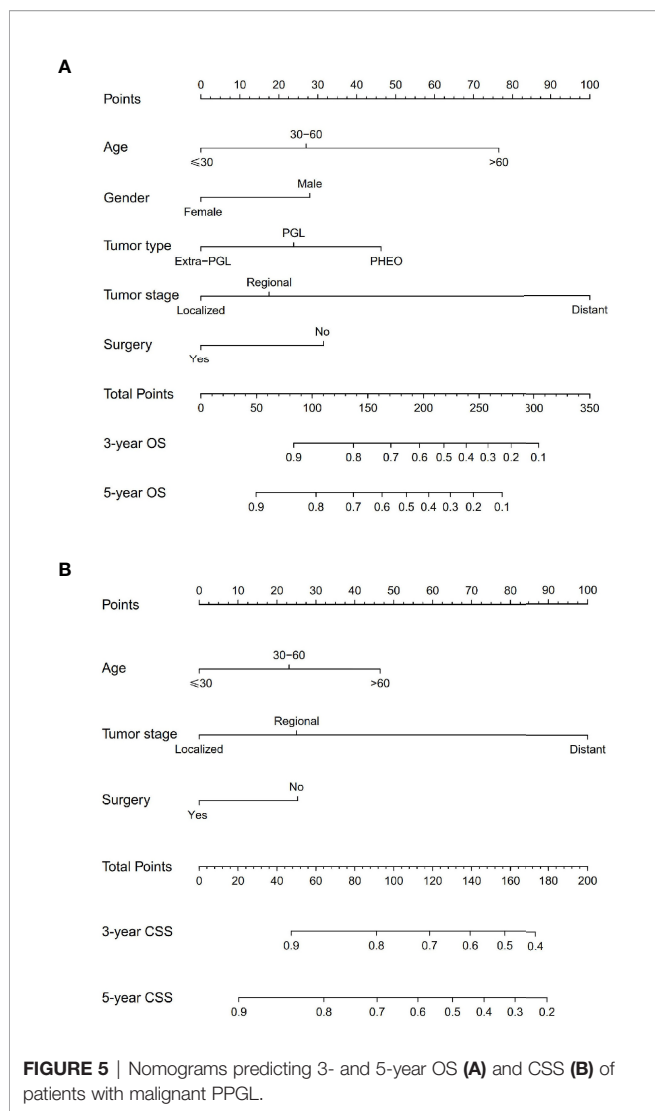 A
Points
0 10 20 30 40 50 60 70 80 90 100
30−60
Age
⩽30 >60
Male
Gender
Female
PGL
Tumor type
Extra−PGL PHEO
Regional
Tumor stage
Localized Distant
No
Surgery
Yes
Total Points
0 50 100 150 200 250 300 350
3-year OS
0.9 0.8 0.7 0.6 0.5 0.4 0.3 0.2 0.1
5-year OS
0.9 0.8 0.7 0.6 0.5 0.4 0.3 0.2 0.1
B
0 10 20 30 40 50 60 70 80 90 100
Points
30−60
Age
⩽30 >60
Regional
Tumor stage
Localized Distant
No
Surgery
Yes
Total Points
0 20 40 60 80 100 120 140 160 180 200
3-year CSS
0.9 0.8 0.7 0.6 0.5 0.4
5-year CSS
0.9 0.8 0.7 0.6 0.5 0.4 0.3 0.2
FIGURE 5 | Nomograms predicting 3- and 5-year OS (A) and CSS (B) of
patients with malignant PPGL.